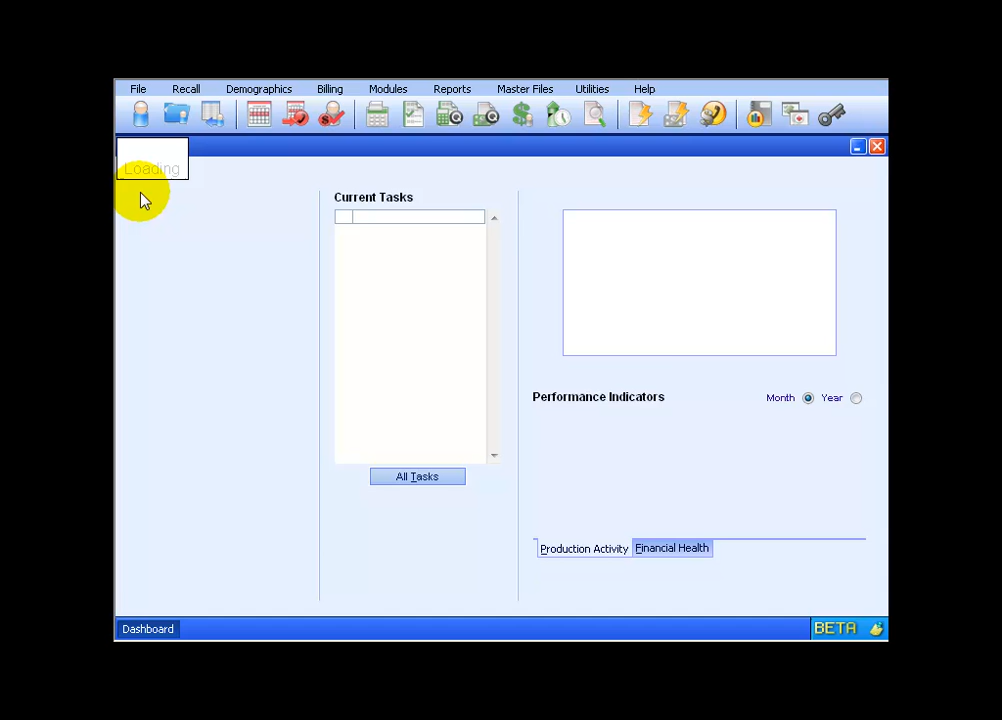 File Recall Demographics Billing Modules Reports Master Files Utilities Help
Loading
Current Tasks
All Tasks
Performance Indicators Month Year
Production Activity Financial Health
Dashboard BETA